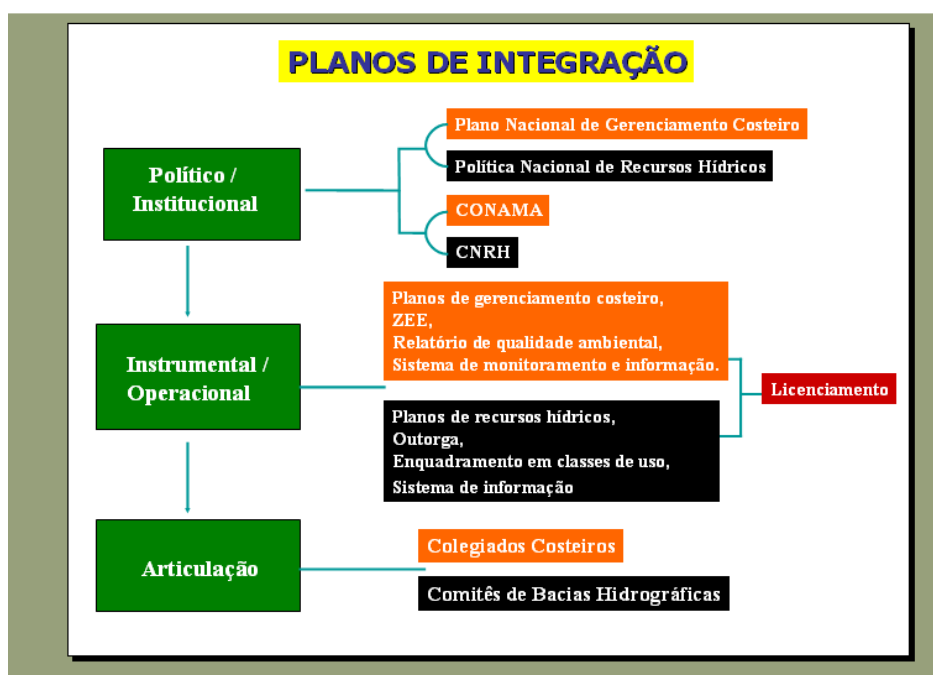 PLANOS DE INTEGRAÇÃO
Político /
Institucional
Plano Nacional de Gerenciamento Costeiro
Política Nacional de Recursos Hídricos
CONAMA
CNRH
Instrumental /
Operacional
Planos de gerenciamento costeiro,
ZEE,
Relatório de qualidade ambiental,
Sistema de monitoramento e informação.
Planos de recursos hídricos,
Outorga,
Enquadramento em classes de uso,
Sistema de informação
Licenciamento
Articulação
Colegiados Costeiros
Comitês de Bacias Hidrográficas